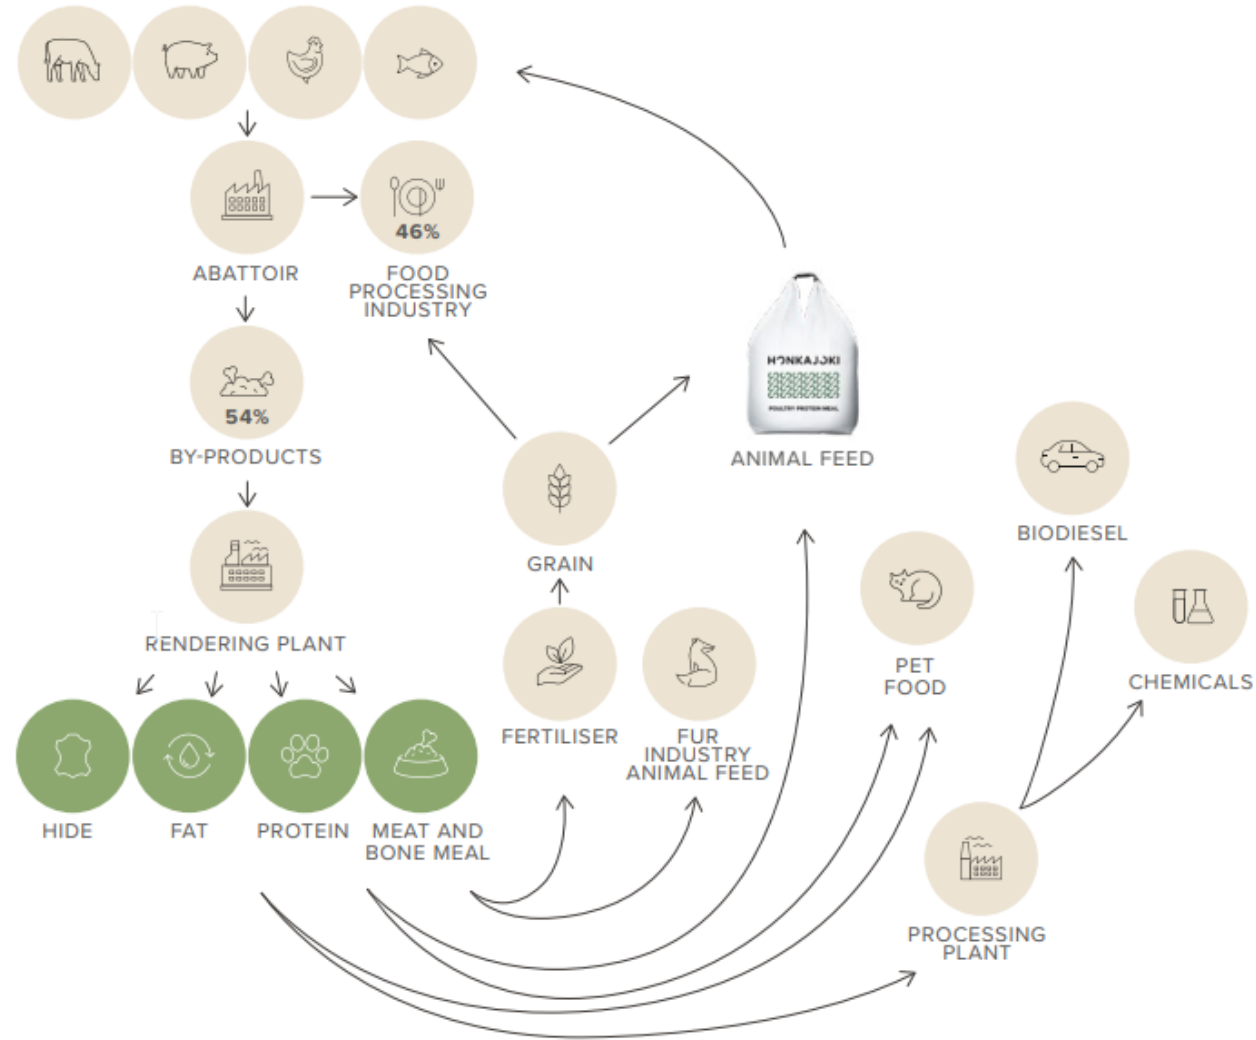 46%
ABATTOIR
FOOD
PROCESSING
INDUSTRY
54%
BY-PRODUCTS
HONKAJOKI
POULTRY PROTEIN MEAL
ANIMAL FEED
GRAIN
BIODIESEL
RENDERING PLANT
PET
FOOD
CHEMICALS
FERTILISER
FUR
INDUSTRY
ANIMAL FEED
HIDE
FAT
PROTEIN
MEAT AND
BONE MEAL
PROCESSING
PLANT